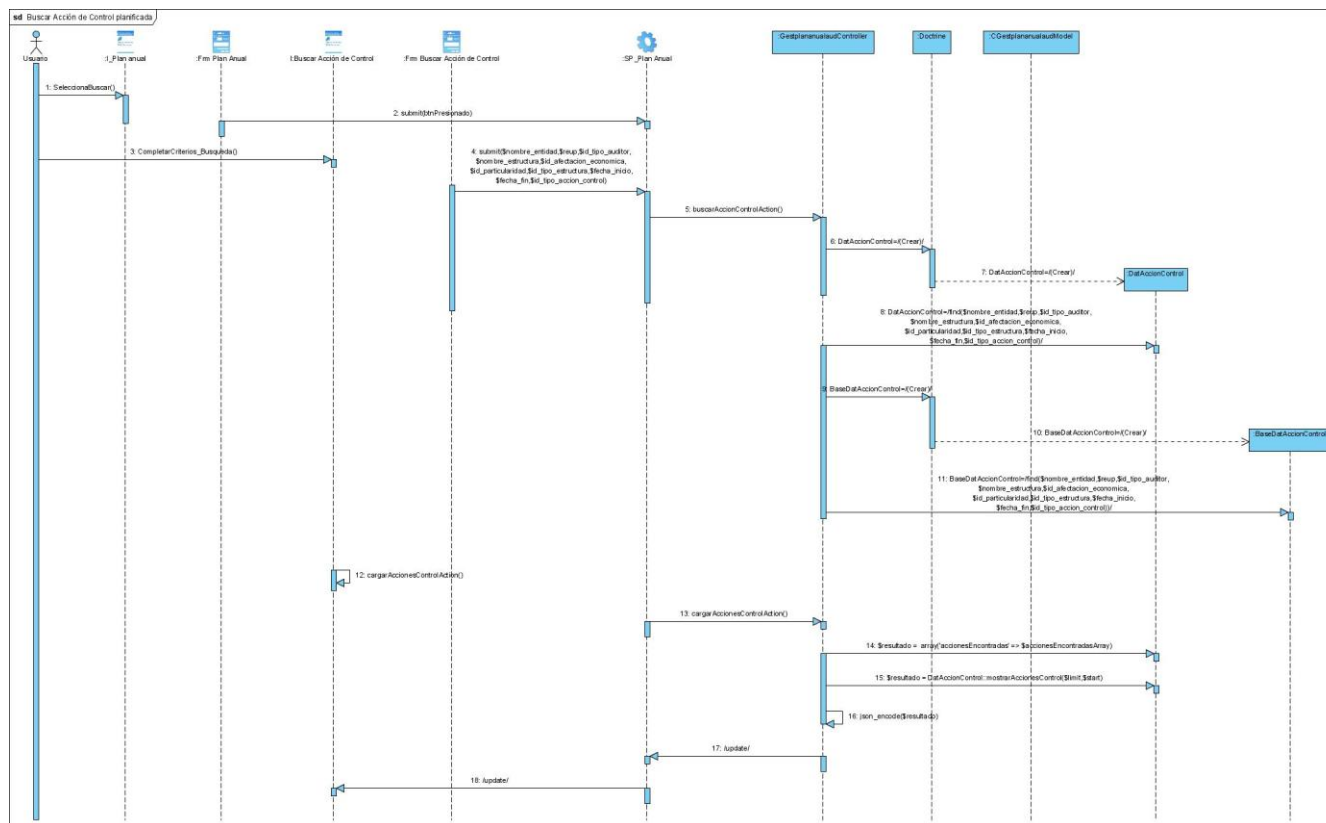 sd Buscar Acción de Control planificada
Usuario
:I_Plan anual
:Frm Plan Anual
I:Buscar Acción de Control
:Frm Buscar Acción de Control
:SP_Plan Anual
:GestplananualaudController
:Doctrine
:CGestplananualaudModel
1: SeleccionaBuscar()
2: submit(btnPresionado)
3: CompletarCriterios_Busqueda()
4: submit($nombre_entidad,$reup,$id_tipo_auditor,
$nombre_estructura,$id_afectacion_economica,
$id_particularidad,$id_tipo_estructura,$fecha_inicio,
$fecha_fin,$id_tipo_accion_control)
5: buscarAccionControlAction()
6: DatAccionControl=/(Crear)/
7: DatAccionControl=/(Crear)/
:DatAccionControl
8: DatAccionControl=/find($nombre_entidad,$reup,$id_tipo_auditor,
$nombre_estructura,$id_afectacion_economica,
$id_particularidad,$id_tipo_estructura,$fecha_inicio,
$fecha_fin,$id_tipo_accion_control)/
9: BaseDatAccionControl=/(Crear)/
10: BaseDatAccionControl=/(Crear)/
:BaseDatAccionControl
11: BaseDatAccionControl=/find($nombre_entidad,$reup,$id_tipo_auditor,
$nombre_estructura,$id_afectacion_economica,
$id_particularidad,$id_tipo_estructura,$fecha_inicio,
$fecha_fin,$id_tipo_accion_control))/
12: cargarAccionesControlAction()
13: cargarAccionesControlAction()
14: $resultado = array('accionesEncontradas' => $accionesEncontradasArray)
15: $resultado = DatAccionControl::mostrarAccionesControl($limit,$start)
16: json_encode($resultado)
17: /update/
18: /update/